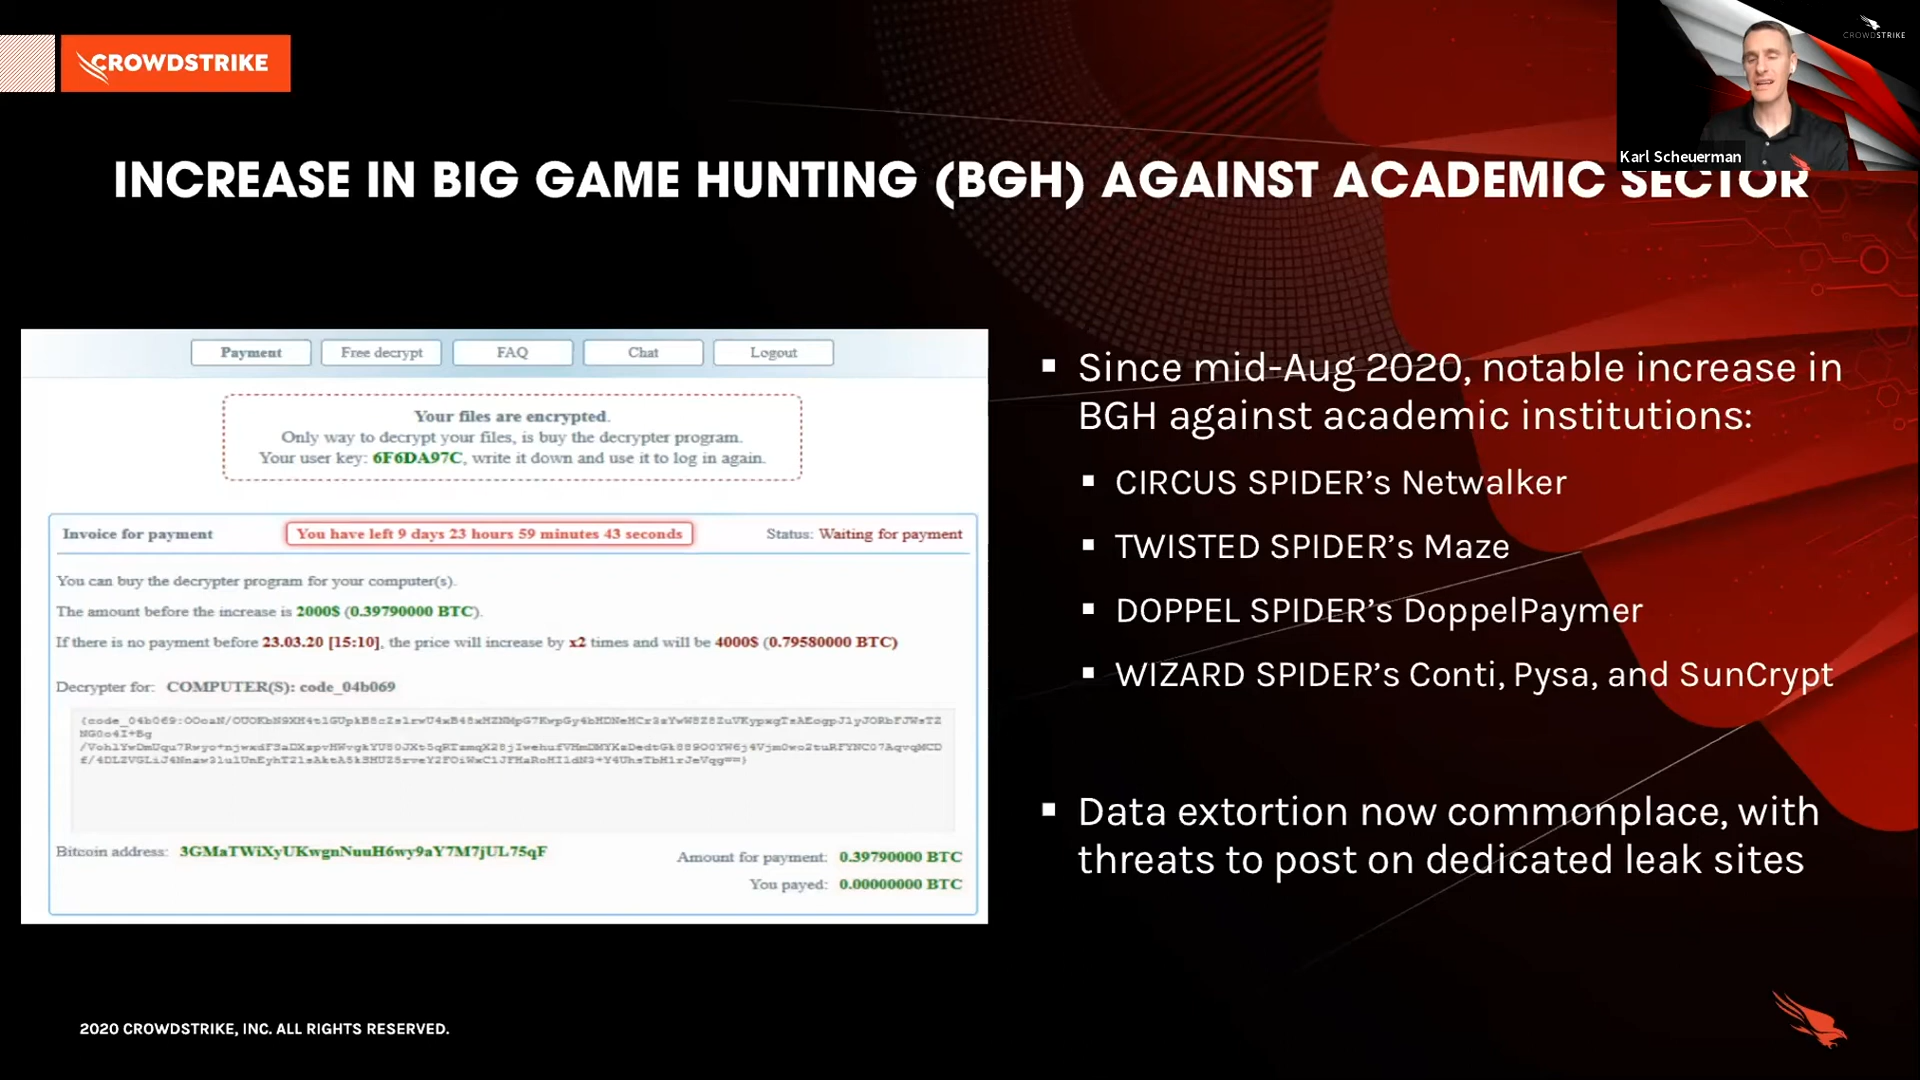 CROWDSTRIKE
CROWDSTRIKE
Karl Scheuerman
INCREASE IN BIG GAME HUNTING (BGH) AGAINST ACADEMIC SECTOR
Payment
Free decrypt
FAQ
Chat
Logout
Your files are encrypted.
Only way to decrypt your files, is buy the decrypter program.
Your user key: 6F6DA97C, write it down and use it to log in again.
Invoice for payment
You have left 9 days 23 hours 59 minutes 43 seconds
Status: Waiting for payment
You can buy the decrypter program for your computer(s).
The amount before the increase is 2000$ (0.39790000 BTC).
If there is no payment before 23.03.20 [15:10], the price will increase by x2 times and will be 4000$ (0.79580000 BTC)
Decrypter for: COMPUTER(S): code_04b069
Bitcoin address: 3GMaTWiXyUKwgnNuuH6wy9aY7M7jUL75qF
Amount for payment: 0.39790000 BTC
You payed: 0.00000000 BTC
▪ Since mid-Aug 2020, notable increase in
BGH against academic institutions:
▪ CIRCUS SPIDER’s Netwalker
▪ TWISTED SPIDER’s Maze
▪ DOPPEL SPIDER’s DoppelPaymer
▪ WIZARD SPIDER’s Conti, Pysa, and SunCrypt
▪ Data extortion now commonplace, with
threats to post on dedicated leak sites
2020 CROWDSTRIKE, INC. ALL RIGHTS RESERVED.